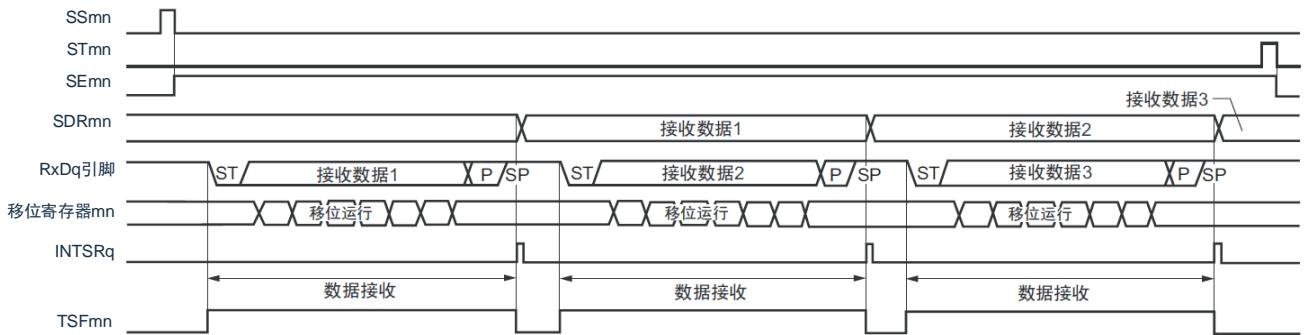 SSmn
STmn
SEmn
接收数据3
SDRmn 接收数据1 接收数据2
RxDq引脚 ST 接收数据1 P SP ST 接收数据2 P SP ST 接收数据3 P SP
移位寄存器mn 移位运行 移位运行 移位运行
INTSRq
数据接收 数据接收 数据接收
TSFmn